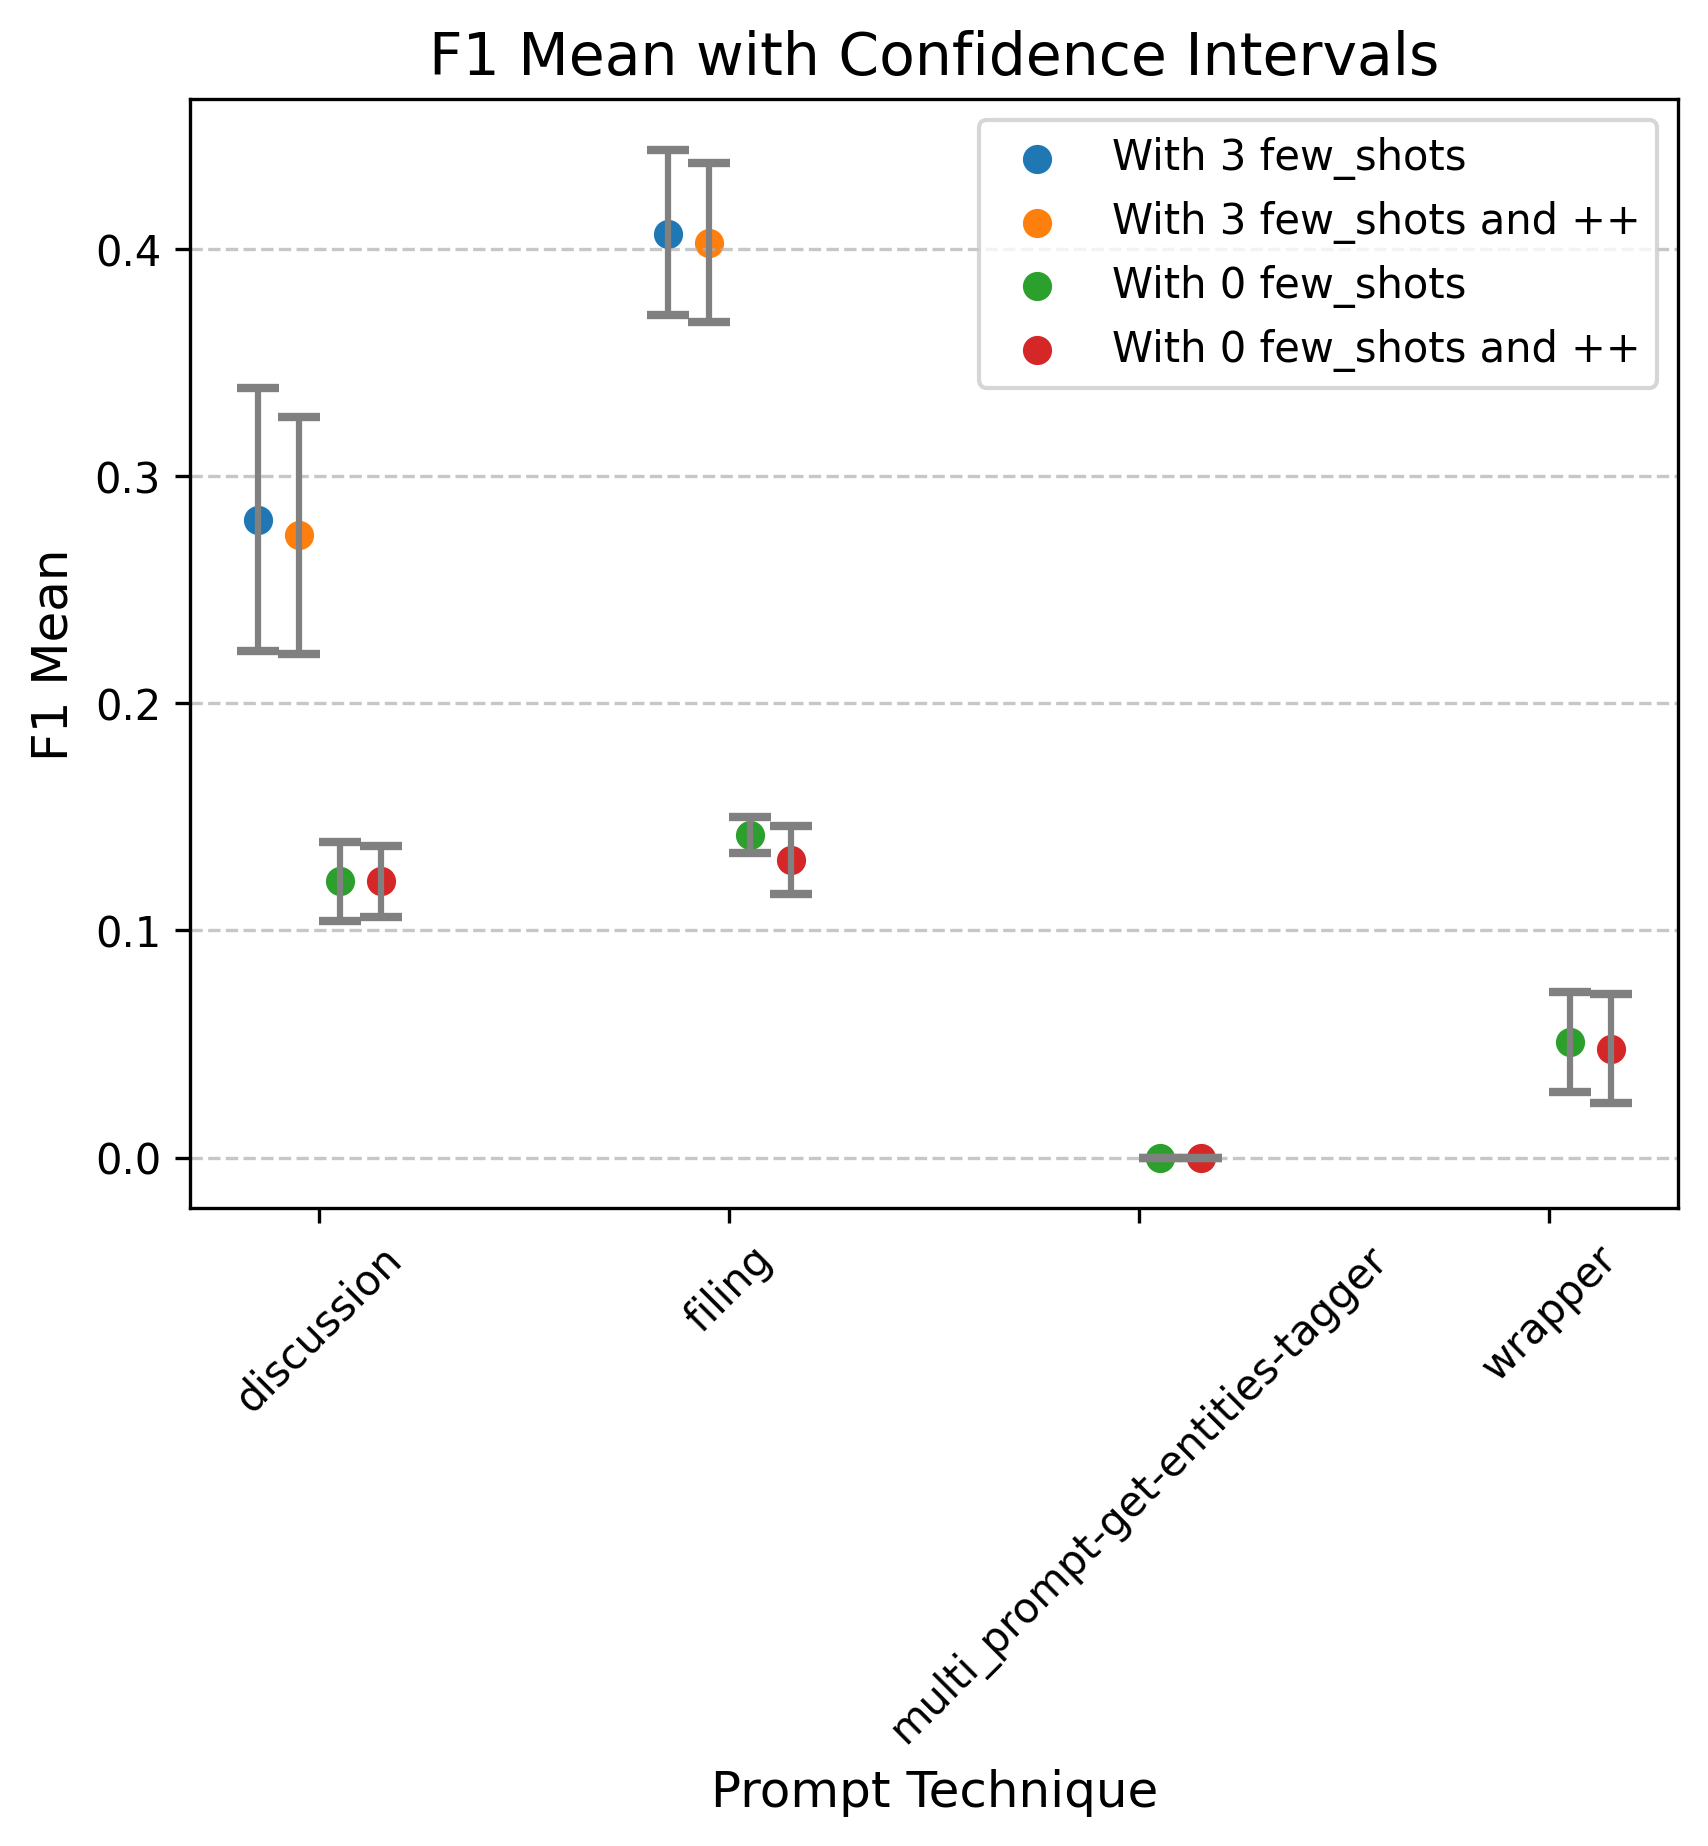 F1 Mean with Confidence Intervals
With 3 few_shots
With 3 few_shots and ++
With 0 few_shots
With 0 few_shots and ++
F1 Mean
0.4
0.3
0.2
0.1
0.0
discussion
filing
multi_prompt-get-entities-tagger
wrapper
Prompt Technique